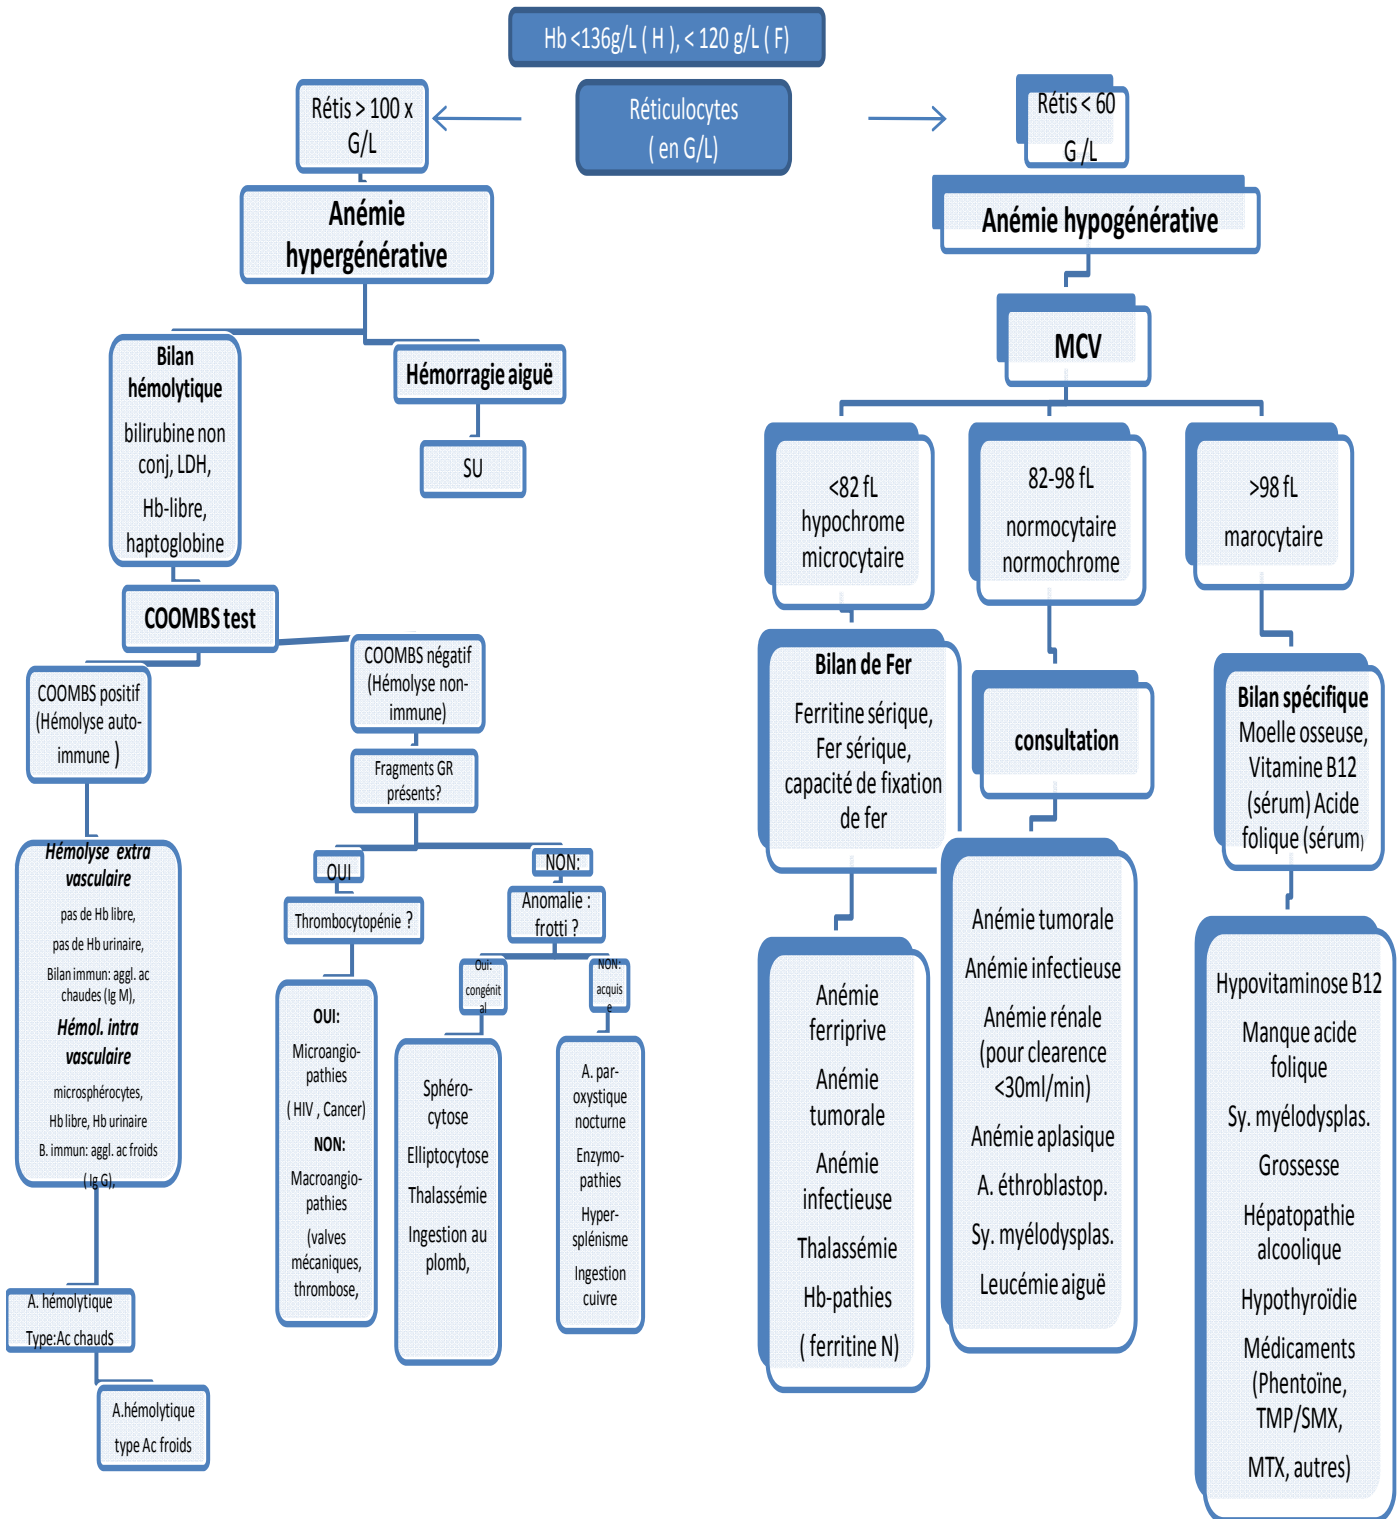 Hb <136g/L ( H ), < 120 g/L ( F)
Réticulocytes
( en G/L)
Rétis > 100 x
G/L
Rétis < 60
G /L
Anémie
hypergénérative
Anémie hypogénérative
Bilan
hémolytique
bilirubine non
conj, LDH,
Hb-libre,
haptoglobine
Hémorragie aiguë
SU
COOMBS test
COOMBS positif
(Hémolyse auto-
immune )
COOMBS négatif
(Hémolyse non-
immune)
Fragments GR
présents?
Hémolyse extra
vasculaire
pas de Hb libre,
pas de Hb urinaire,
Bilan immun: aggl. ac
chaudes (Ig M),
Hémol. intra
vasculaire
microsphérocytes,
Hb libre, Hb urinaire
B. immun: aggl. ac froids
( Ig G),
A. hémolytique
Type:Ac chauds
A.hémolytique
type Ac froids
OUI
Thrombocytopénie ?
OUI:
Microangio-
pathies
( HIV , Cancer)
NON:
Macroangio-
pathies
(valves
mécaniques,
thrombose,
NON:
Anomalie :
frotti ?
Oui:
congénit
al
NON:
acquis
e
Sphéro-
cytose
Elliptocytose
Thalassémie
Ingestion au
plomb,
A. par-
oxystique
nocturne
Enzymo-
pathies
Hyper-
splénisme
Ingestion
cuivre
MCV
<82 fL
hypochrome
microcytaire
82-98 fL
normocytaire
normochrome
>98 fL
marocytaire
Bilan de Fer
Ferritine sérique,
Fer sérique,
capacité de fixation
de fer
consultation
Bilan spécifique
Moelle osseuse,
Vitamine B12
(sérum) Acide
folique (sérum)
Anémie
ferriprive
Anémie
tumorale
Anémie
infectieuse
Thalassémie
Hb-pathies
( ferritine N)
Anémie tumorale
Anémie infectieuse
Anémie rénale
(pour clearence
<30ml/min)
Anémie aplasique
A. éthroblastop.
Sy. myélodysplas.
Leucémie aiguë
Hypovitaminose B12
Manque acide
folique
Sy. myélodysplas.
Grossesse
Hépatopathie
alcoolique
Hypothyroïdie
Médicaments
(Phentoïne,
TMP/SMX,
MTX, autres)